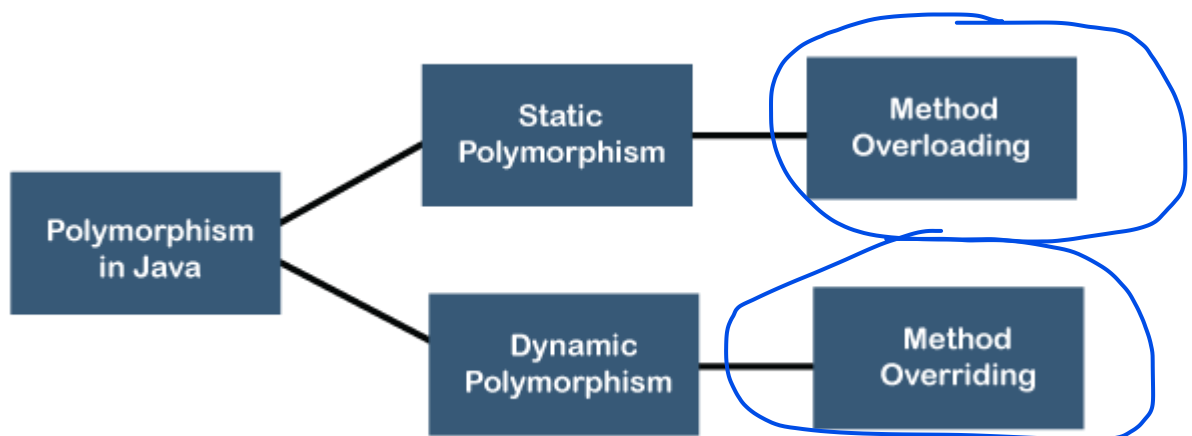 Polymorphism
in Java
Static
Polymorphism
Method
Overloading
Dynamic
Polymorphism
Method
Overriding